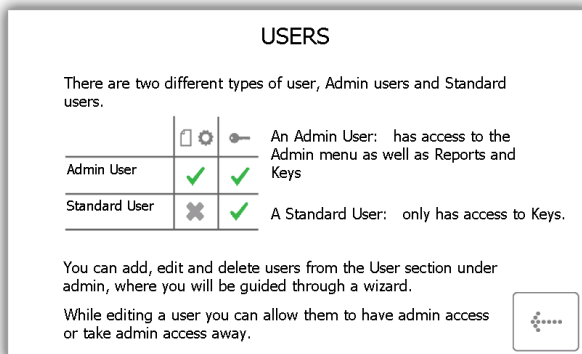 USERS
There are two different types of user, Admin users and Standard
users.
An Admin User: has access to the
Admin menu as well as Reports and
Keys
Admin User
Standard User
A Standard User: only has access to Keys.
You can add, edit and delete users from the User section under
admin, where you will be guided through a wizard.
While editing a user you can allow them to have admin access
or take admin access away.